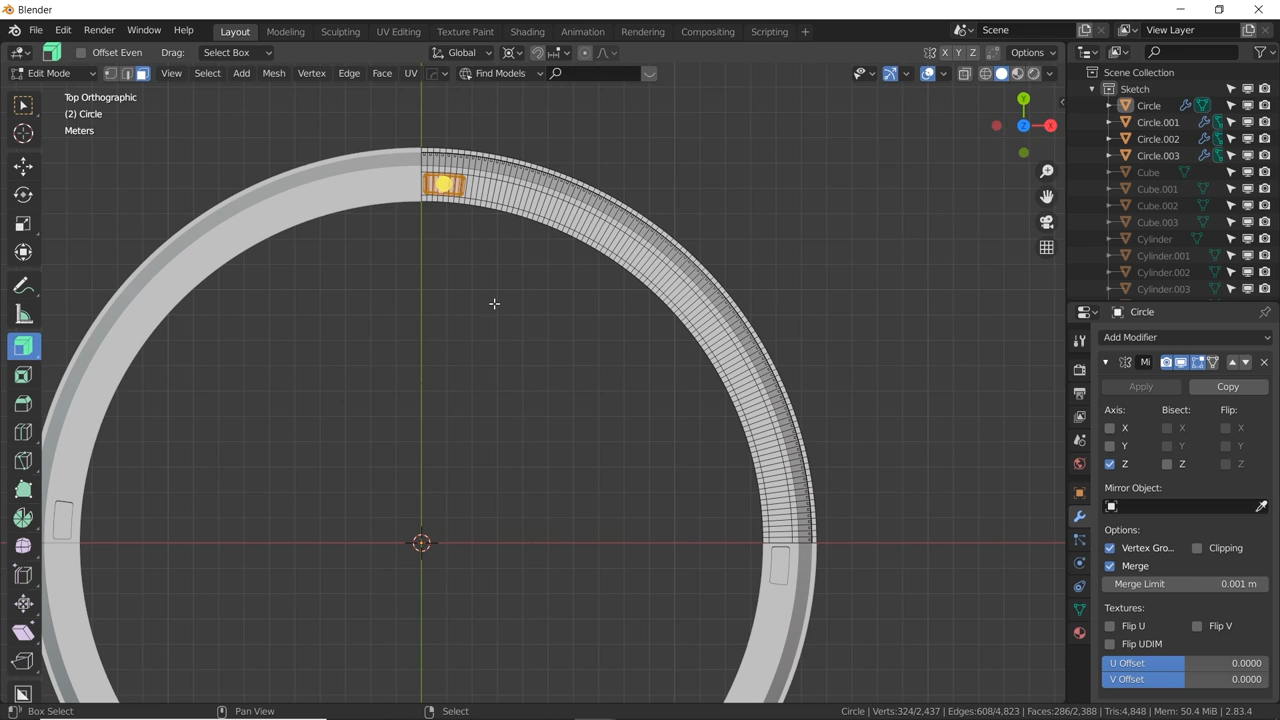 Blender
File Edit Render Window Help
Layout Modeling Sculpting UV Editing Texture Paint Shading Animation Rendering Compositing Scripting
Scene
View Layer
Offset Even Drag: Select Box
Global
X Y Z Options
Edit Mode View Select Add Mesh Vertex Edge Face UV Find Models
Top Orthographic
(2) Circle
Meters
Y
Z
X
Scene Collection
Sketch
Circle
Circle.001
Circle.002
Circle.003
Cube
Cube.001
Cube.002
Cube.003
Cylinder
Cylinder.001
Cylinder.002
Cylinder.003
Circle
Add Modifier
Mi
Apply Copy
Axis: Bisect: Flip:
X X X
Y Y Y
Z Z Z
Mirror Object:
Options:
Vertex Gro... Clipping
Merge
Merge Limit 0.001 m
Textures:
Flip U Flip V
Flip UDIM
U Offset 0.0000
V Offset 0.0000
Box Select Pan View Select Circle | Verts:324/2,437 | Edges:608/4,823 | Faces:286/2,388 | Tris:4,848 | Mem: 50.4 MiB | 2.83.4